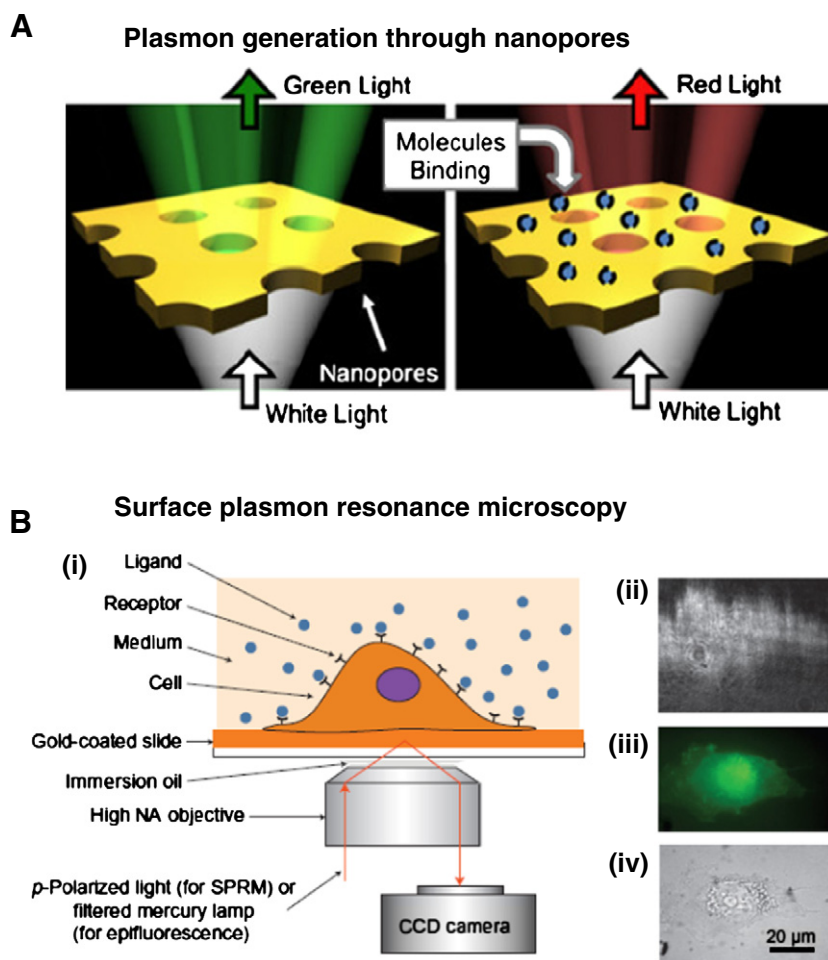 A
Plasmon generation through nanopores
Green Light
Red Light
Molecules
Binding
Nanopores
White Light
White Light
B
Surface plasmon resonance microscopy
(i)
Ligand
Receptor
Medium
Cell
Gold-coated slide
Immersion oil
High NA objective
p-Polarized light (for SPRM) or
filtered mercury lamp
(for epifluorescence)
CCD camera
(ii)
(iii)
(iv)
20 µm